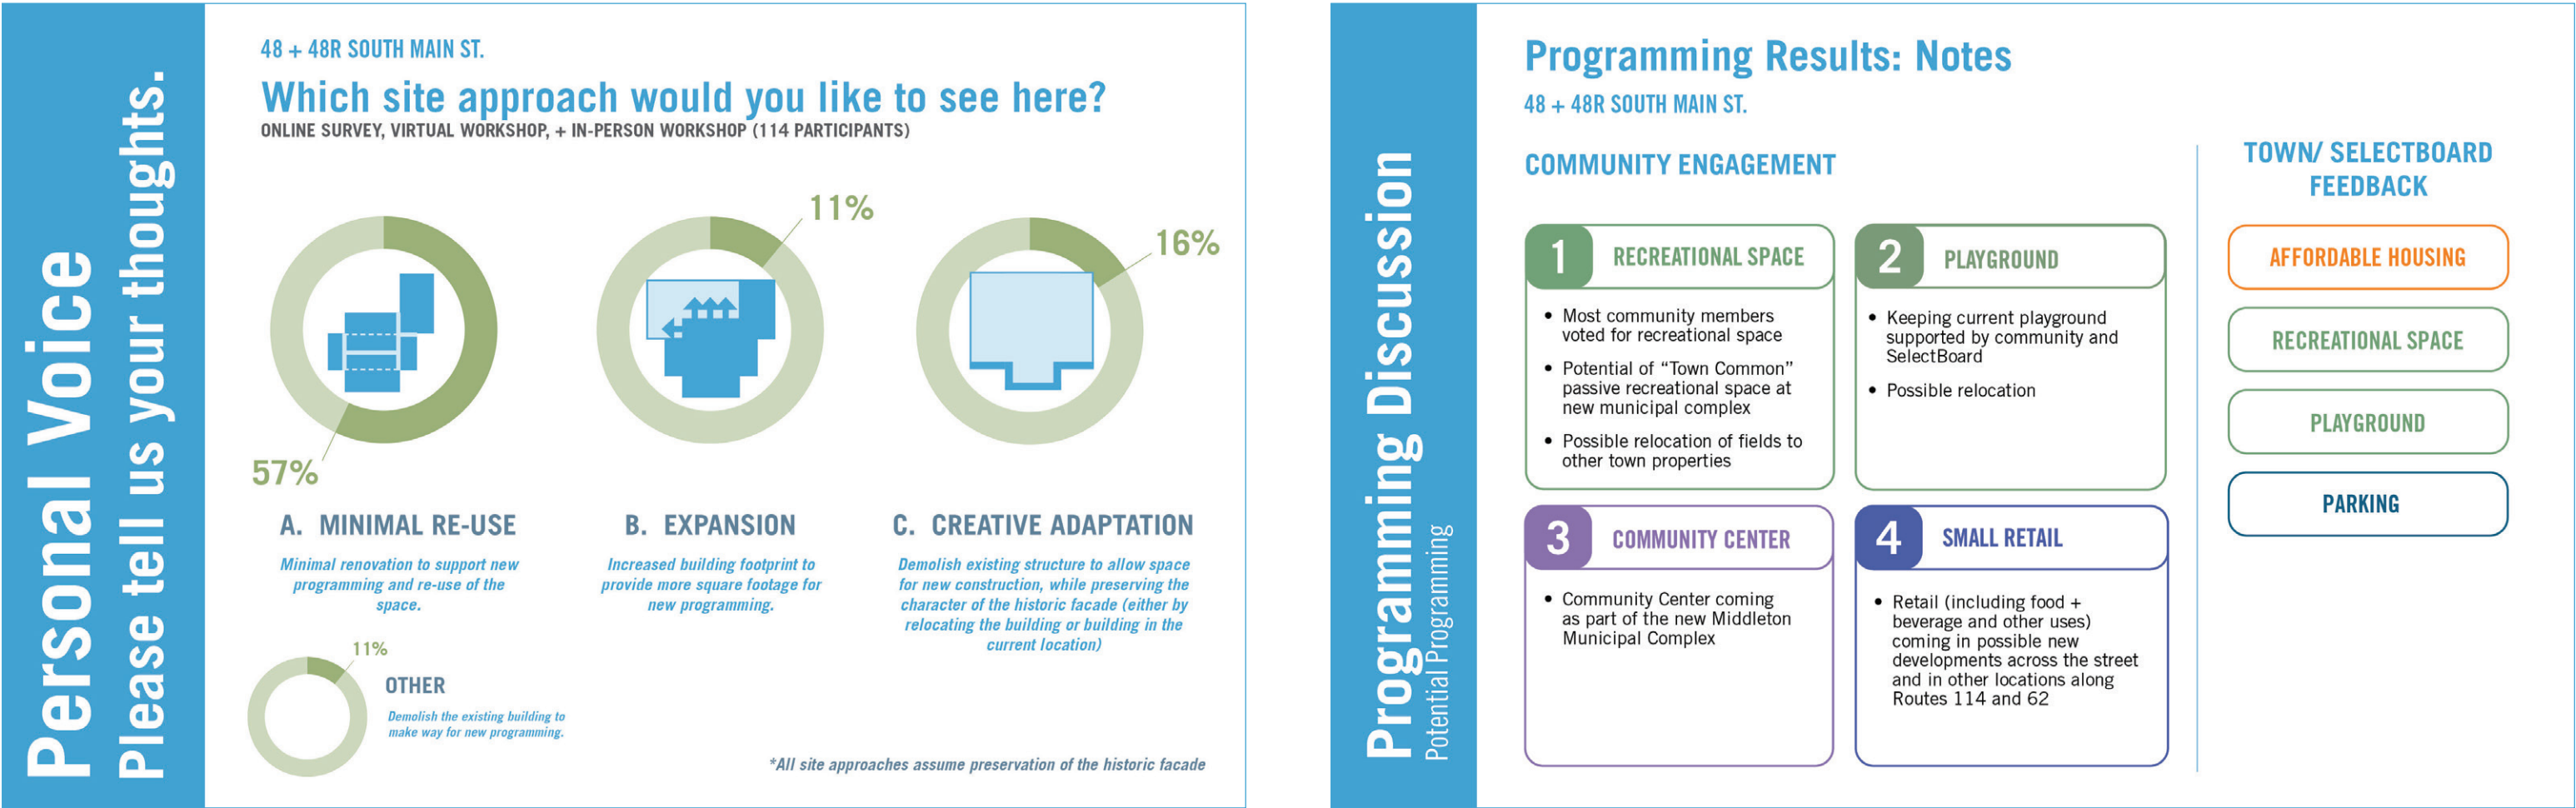 Personal Voice
Please tell us your thoughts.
48 + 48R SOUTH MAIN ST.
Which site approach would you like to see here?
ONLINE SURVEY, VIRTUAL WORKSHOP, + IN-PERSON WORKSHOP (114 PARTICIPANTS)
57%
11%
16%
A. MINIMAL RE-USE
Minimal renovation to support new
programming and re-use of the
space.
B. EXPANSION
Increased building footprint to
provide more square footage for
new programming.
C. CREATIVE ADAPTATION
Demolish existing structure to allow space
for new construction, while preserving the
character of the historic facade (either by
relocating the building or building in the
current location)
11%
OTHER
Demolish the existing building to
make way for new programming.
*All site approaches assume preservation of the historic facade
Programming Discussion
Potential Programming
Programming Results: Notes
48 + 48R SOUTH MAIN ST.
COMMUNITY ENGAGEMENT
1 RECREATIONAL SPACE
• Most community members
voted for recreational space
• Potential of “Town Common”
passive recreational space at
new municipal complex
• Possible relocation of fields to
other town properties
2 PLAYGROUND
• Keeping current playground
supported by community and
SelectBoard
• Possible relocation
3 COMMUNITY CENTER
• Community Center coming
as part of the new Middleton
Municipal Complex
4 SMALL RETAIL
• Retail (including food +
beverage and other uses)
coming in possible new
developments across the street
and in other locations along
Routes 114 and 62
TOWN/ SELECTBOARD
FEEDBACK
AFFORDABLE HOUSING
RECREATIONAL SPACE
PLAYGROUND
PARKING